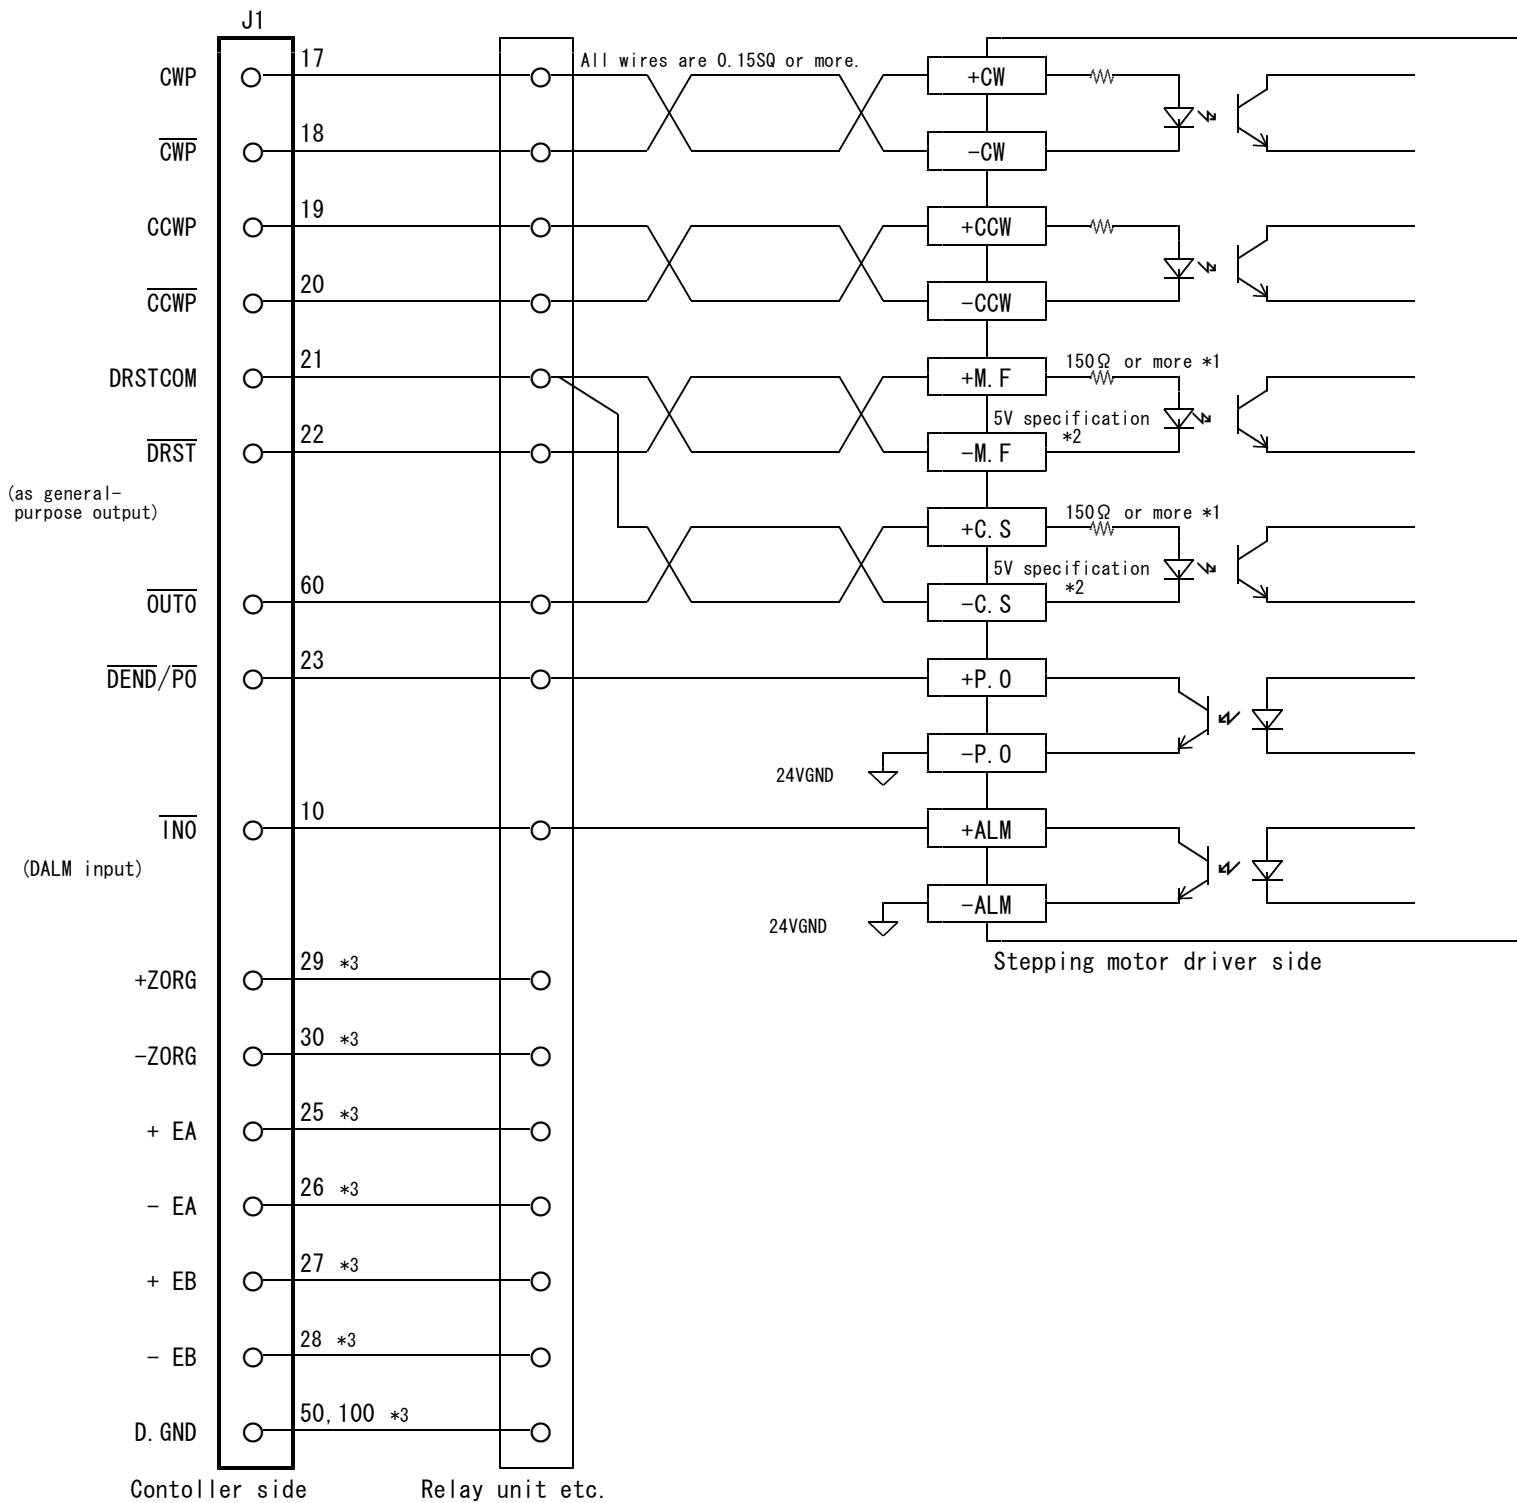 J1
CWP 17 All wires are 0.15SQ or more. +CW
CWP 18 -CW
CCWP 19 +CCW
CCWP 20 -CCW
DRSTCOM 21 +M.F 150Ω or more *1
5V specification
*2
DRST 22 -M.F
(as general-
purpose output)
+C.S 150Ω or more *1
5V specification
*2
OUT0 60 -C.S
DEND/PO 23 +P.O
-P.O
24VGND
IN0 10 +ALM
(DALM input)
-ALM
24VGND
Stepping motor driver side
+ZORG 29 *3
-ZORG 30 *3
+ EA 25 *3
- EA 26 *3
+ EB 27 *3
- EB 28 *3
D.GND 50,100 *3
Contoller side Relay unit etc.